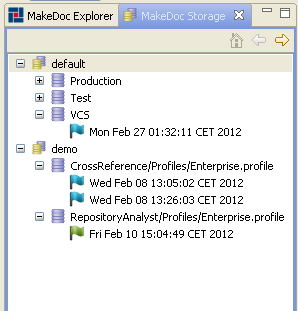 MakeDoc Explorer MakeDoc Storage
default
Production
Test
VCS
Mon Feb 27 01:32:11 CET 2012
demo
CrossReference/Profiles/Enterprise.profile
Wed Feb 08 13:05:02 CET 2012
Wed Feb 08 13:26:03 CET 2012
RepositoryAnalyst/Profiles/Enterprise.profile
Fri Feb 10 15:04:49 CET 2012